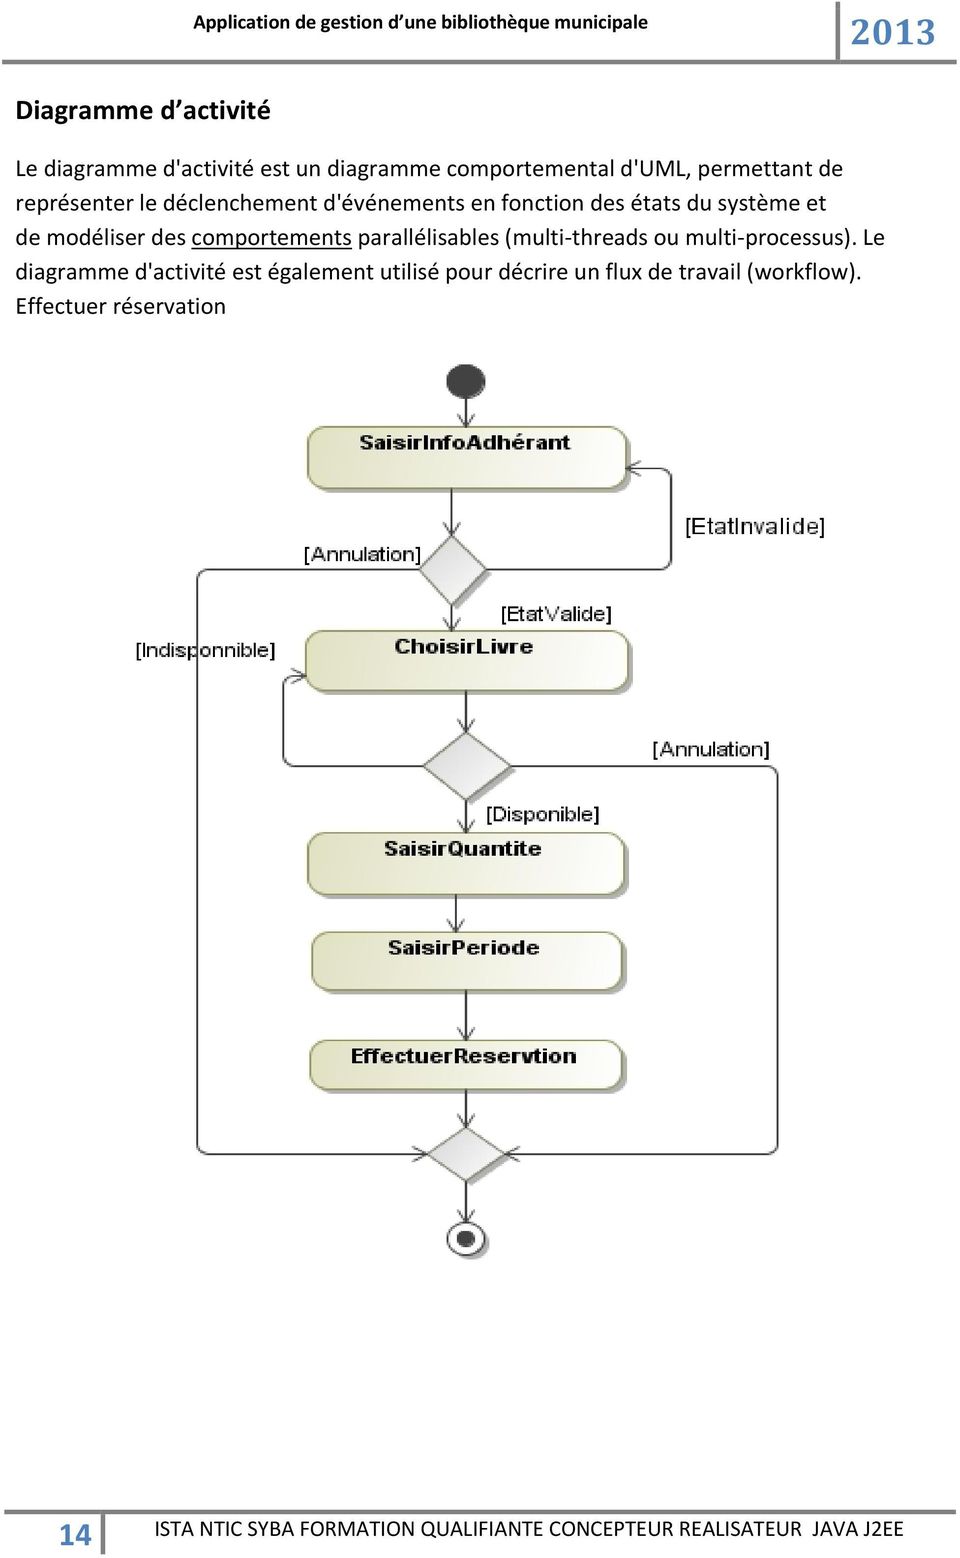 Application de gestion d’une bibliothèque municipale
2013
Diagramme d’activité
Le diagramme d'activité est un diagramme comportemental d'UML, permettant de
représenter le déclenchement d'événements en fonction des états du système et
de modéliser des comportements parallélisables (multi-threads ou multi-processus). Le
diagramme d'activité est également utilisé pour décrire un flux de travail (workflow).
Effectuer réservation
SaisirInfoAdhérant
[EtatInvalide]
[Annulation]
[EtatValide]
[Indisponnible]
ChoisirLivre
[Annulation]
[Disponible]
SaisirQuantite
SaisirPeriode
EffectuerReservtion
14
ISTA NTIC SYBA FORMATION QUALIFIANTE CONCEPTEUR REALISATEUR JAVA J2EE